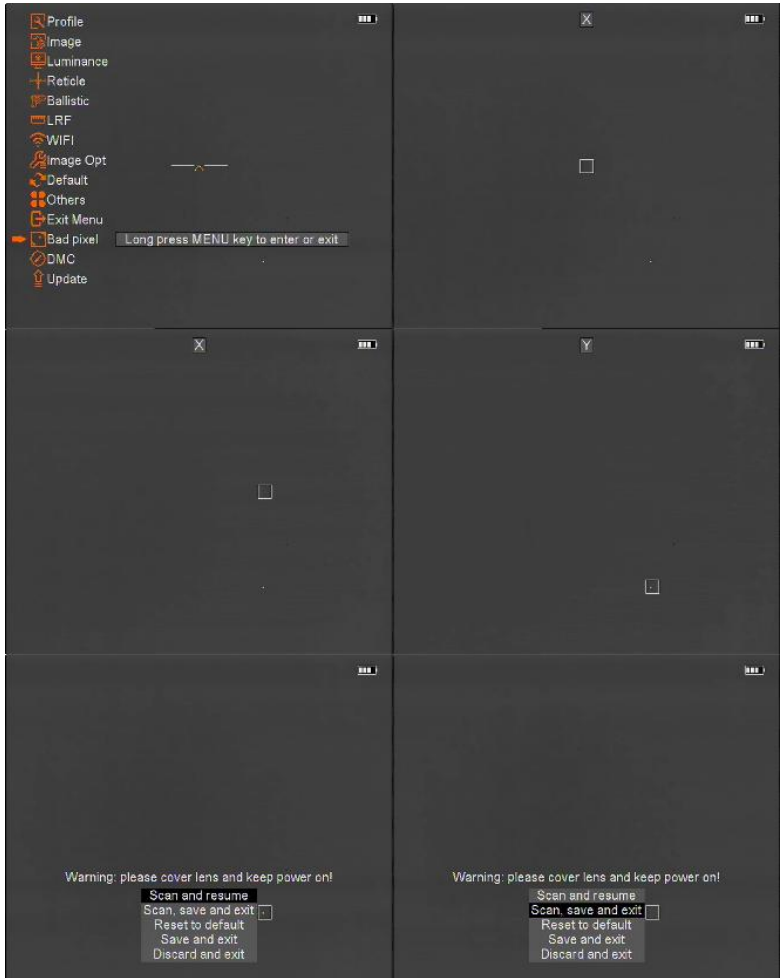 Profile
Image
Luminance
Reticle
Ballistic
LRF
WIFI
Image Opt
Default
Others
Exit Menu
Bad pixel Long press MENU key to enter or exit
DMC
Update
X
X
Y
Warning: please cover lens and keep power on!
Scan and resume
Scan, save and exit
Reset to default
Save and exit
Discard and exit
Warning: please cover lens and keep power on!
Scan and resume
Scan, save and exit
Reset to default
Save and exit
Discard and exit